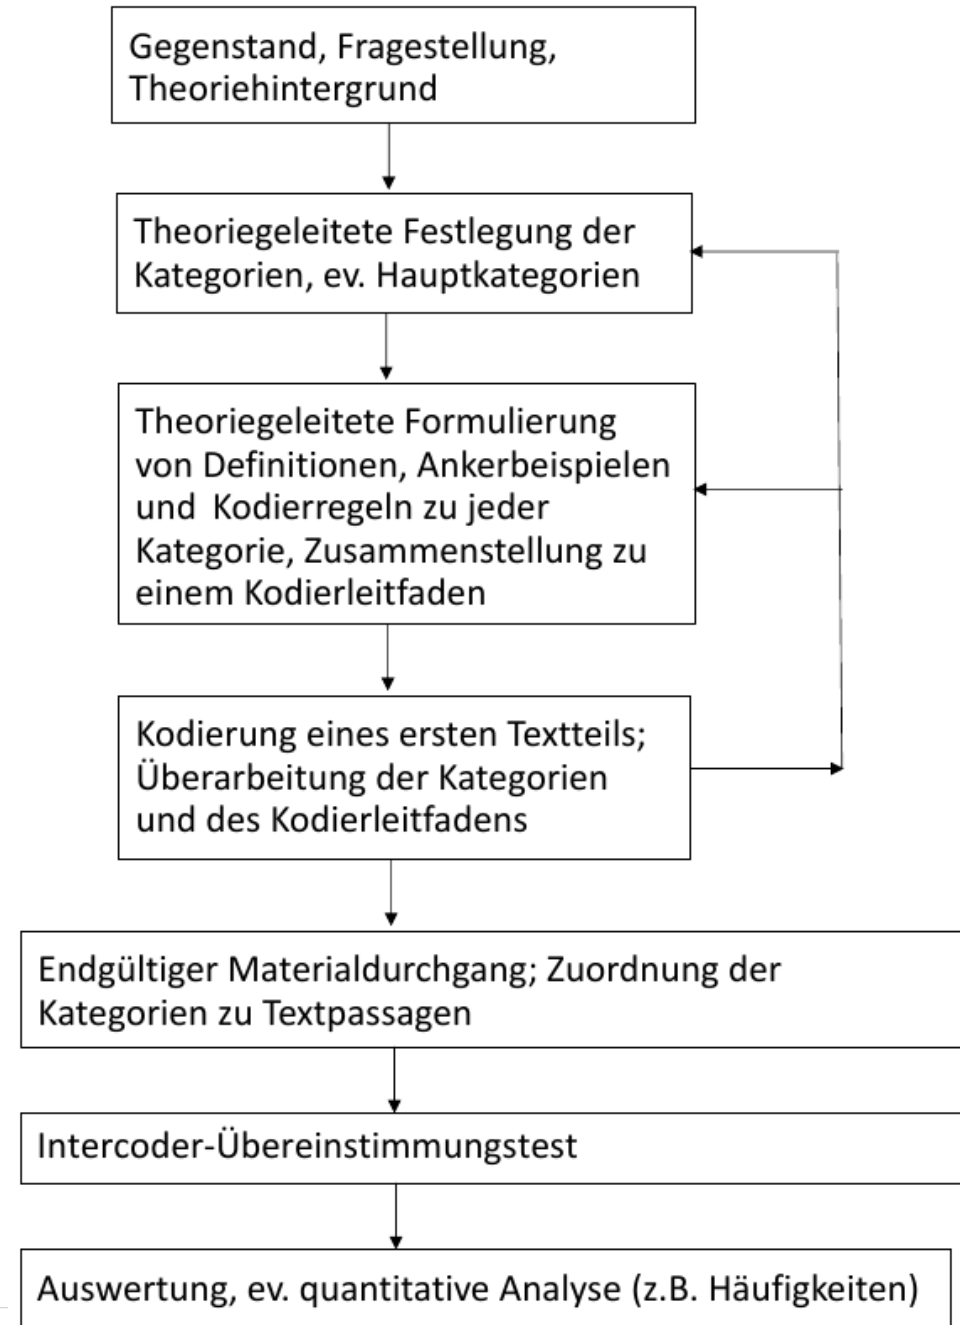 Gegenstand, Fragestellung,
Theoriehintergrund
Theoriegeleitete Festlegung der
Kategorien, ev. Hauptkategorien
Theoriegeleitete Formulierung
von Definitionen, Ankerbeispielen
und Kodierregeln zu jeder
Kategorie, Zusammenstellung zu
einem Kodierleitfaden
Kodierung eines ersten Textteils;
Überarbeitung der Kategorien
und des Kodierleitfadens
Endgültiger Materialdurchgang; Zuordnung der
Kategorien zu Textpassagen
Intercoder-Übereinstimmungstest
Auswertung, ev. quantitative Analyse (z.B. Häufigkeiten)